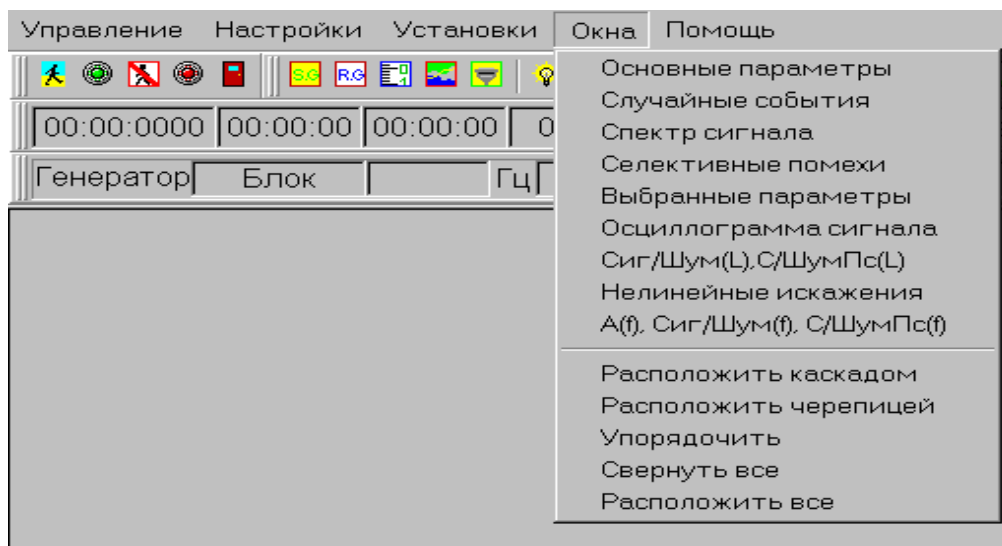 Управление Настройки Установки Окна Помощь
S.G R.G
00:00:0000 00:00:00 00:00:00 0
Генератор Блок Гц
Основные параметры
Случайные события
Спектр сигнала
Селективные помехи
Выбранные параметры
Осциллограмма сигнала
Сиг/Шум(L),С/ШумПс(L)
Нелинейные искажения
A(f), Сиг/Шум(f), С/ШумПс(f)
Расположить каскадом
Расположить черепицей
Упорядочить
Свернуть все
Расположить все